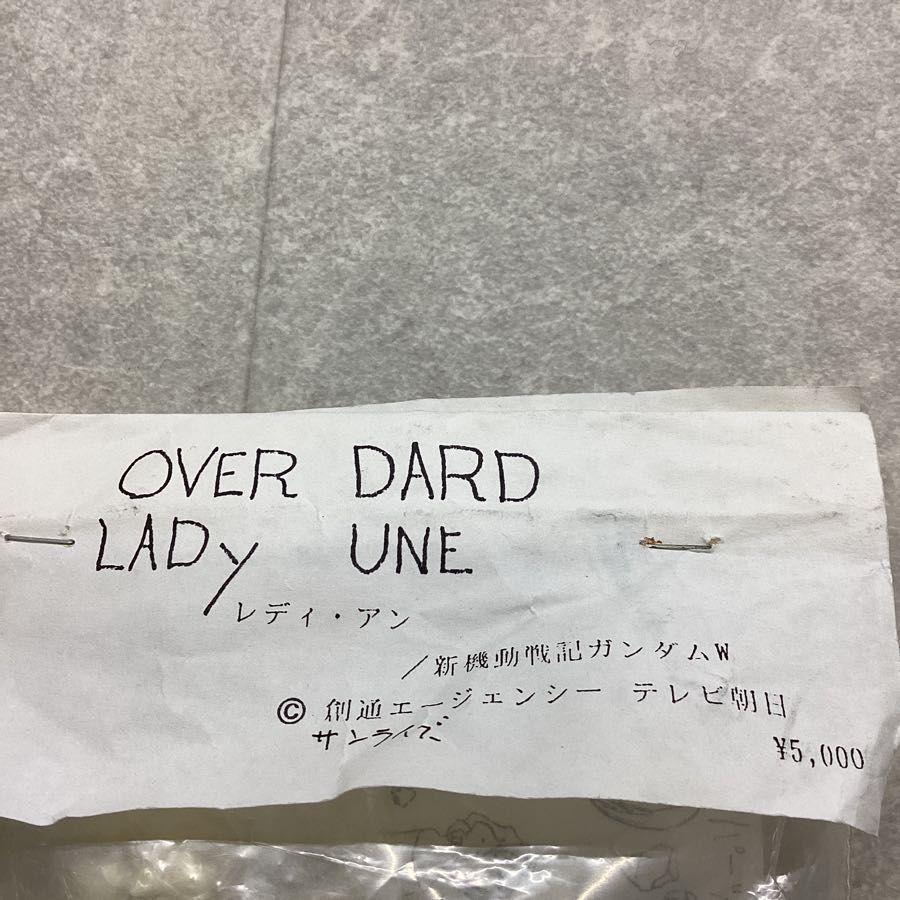 OVER DARD
LADy UNE
レディ・アン
／新機動戦記ガンダムW
© 創通エージェンシー テレビ朝日
サンライズ
¥5,000